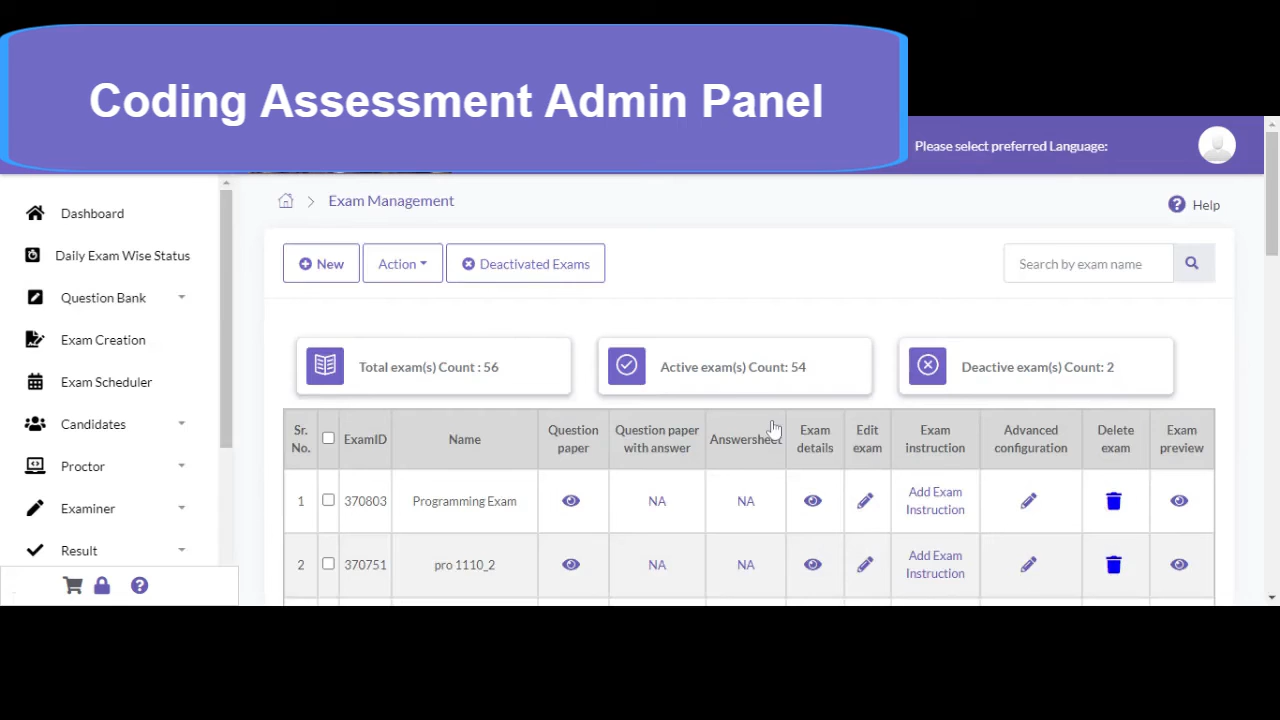 Coding Assessment Admin Panel
Please select preferred Language:
Dashboard
Daily Exam Wise Status
Question Bank
Exam Creation
Exam Scheduler
Candidates
Proctor
Examiner
Result
Exam Management
Help
New
Action
Deactivated Exams
Search by exam name
Total exam(s) Count : 56
Active exam(s) Count: 54
Deactive exam(s) Count: 2
Sr. No. ExamID Name Question paper Question paper with answer Answersheet Exam details Edit exam Exam instruction Advanced configuration Delete exam Exam preview
1 370803 Programming Exam NA NA Add Exam Instruction
2 370751 pro 1110_2 NA NA Add Exam Instruction